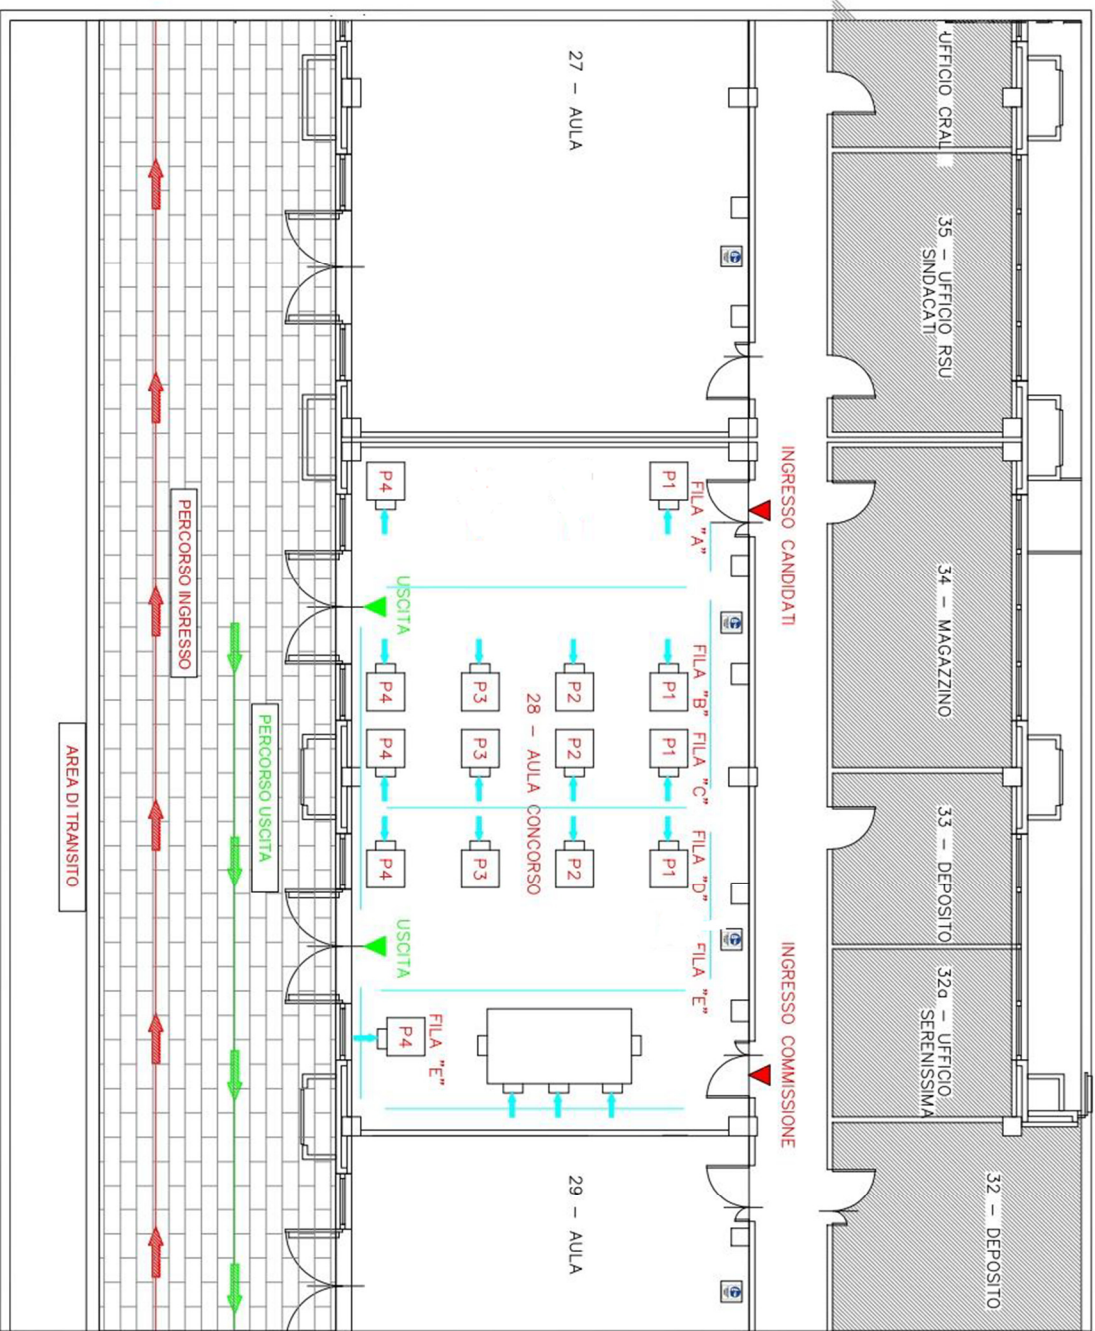 UFFICIO CRAL
35 - UFFICIO RSU
SINDACATI
34 - MAGAZZINO
33 - DEPOSITO
32a - UFFICIO
SERENISSIMA
32 - DEPOSITO
INGRESSO CANDIDATI
INGRESSO COMMISSIONE
27 - AULA
28 - AULA CONCORSO
29 - AULA
FILA "A"
FILA "B"
FILA "C"
FILA "D"
FILA "E"
P1
P1
P1
P1
P2
P2
P2
P3
P3
P3
P4
P4
P4
P4
FILA "E"
P4
USCITA
USCITA
PERCORSO USCITA
PERCORSO INGRESSO
AREA DI TRANSITO